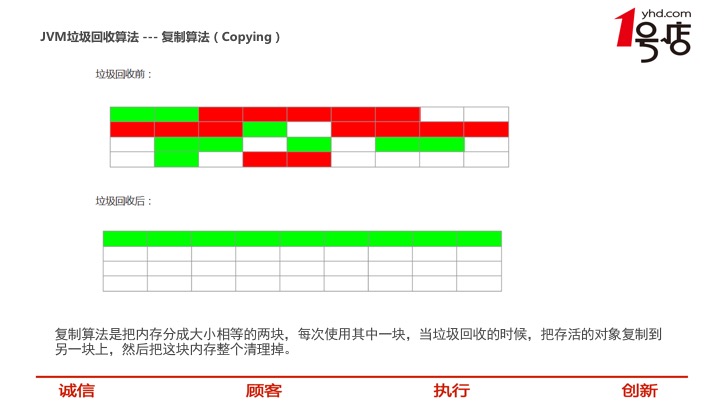 yhd.com
1号店
JVM垃圾回收算法 --- 复制算法（Copying）
垃圾回收前：
垃圾回收后：
复制算法是把内存分成大小相等的两块，每次使用其中一块，当垃圾回收的时候，把存活的对象复制到
另一块上，然后把这块内存整个清理掉。
诚信 顾客 执行 创新